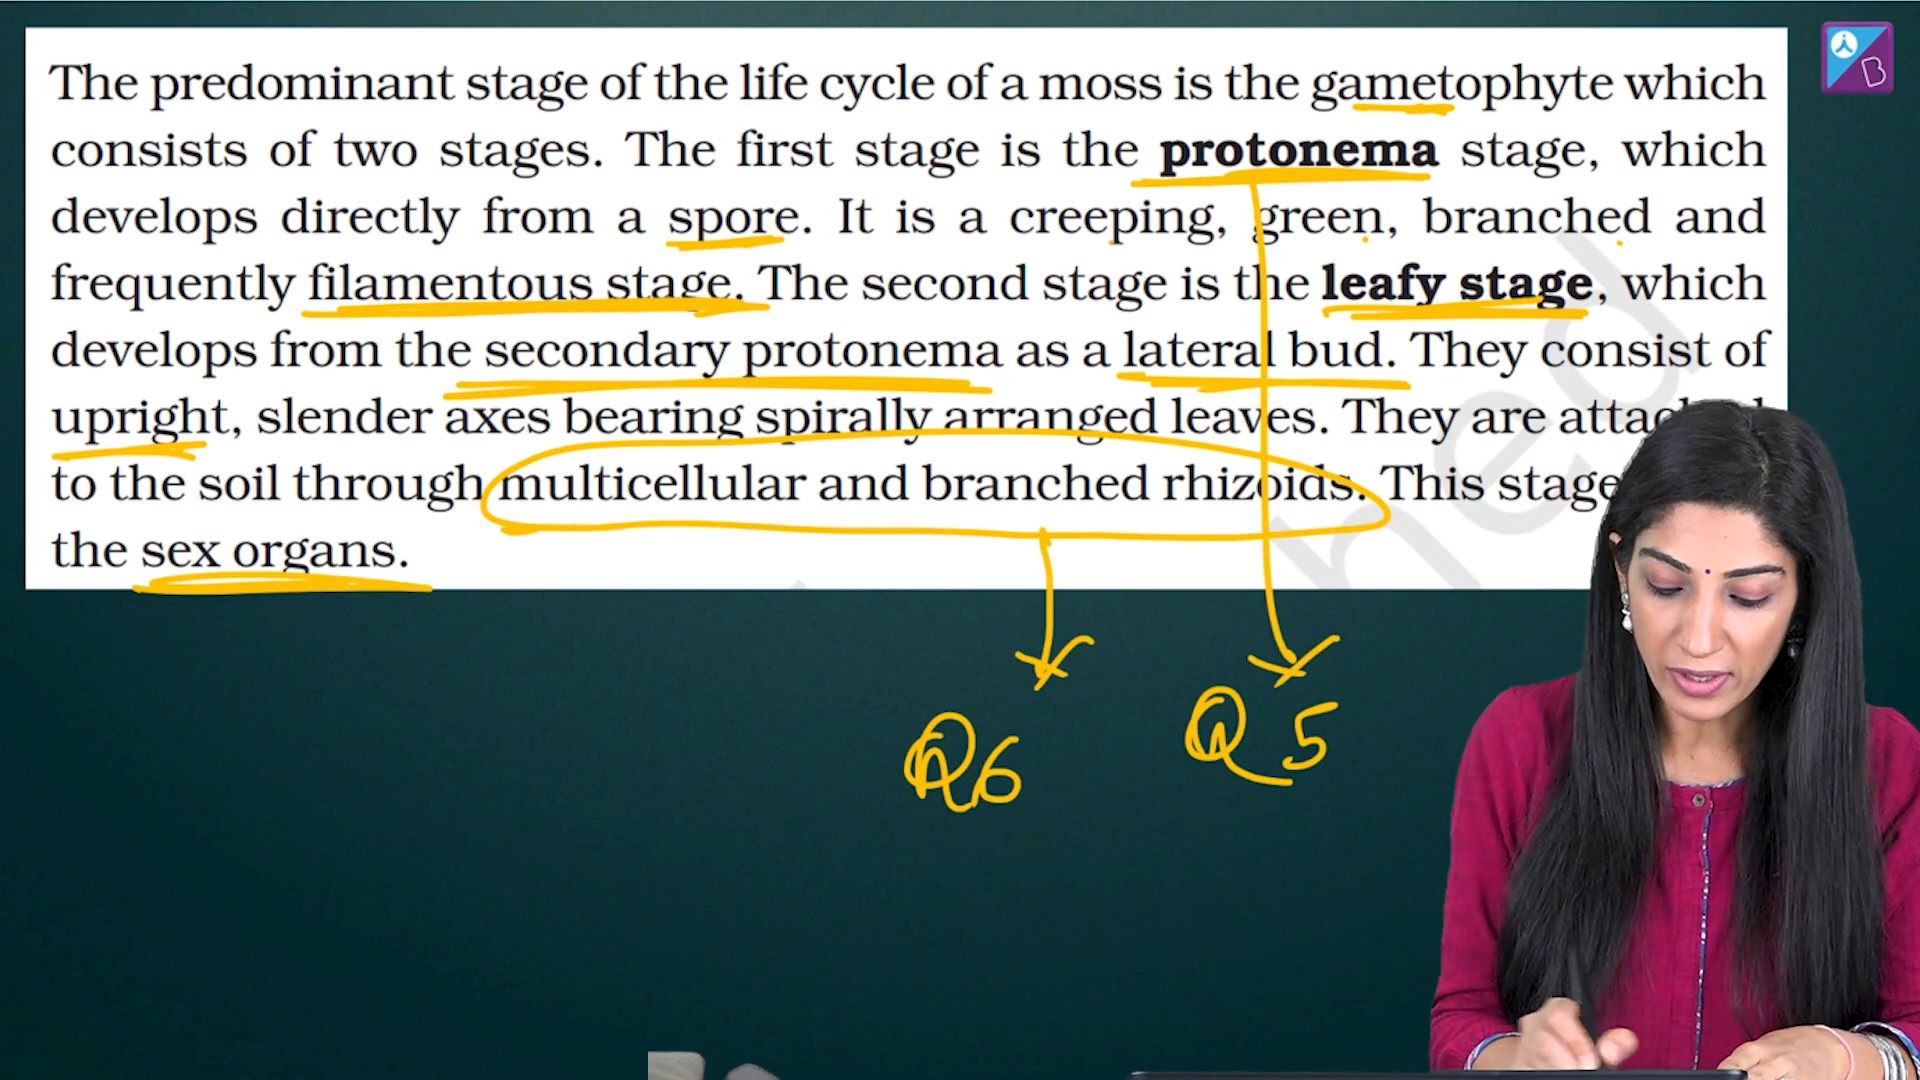 The predominant stage of the life cycle of a moss is the gametophyte which
consists of two stages. The first stage is the protonema stage, which
develops directly from a spore. It is a creeping, green, branched and
frequently filamentous stage. The second stage is the leafy stage, which
develops from the secondary protonema as a lateral bud. They consist of
upright, slender axes bearing spirally arranged leaves. They are
to the soil through multicellular and branched rhizoids. This stage
the sex organs.
Q6
Q5
B